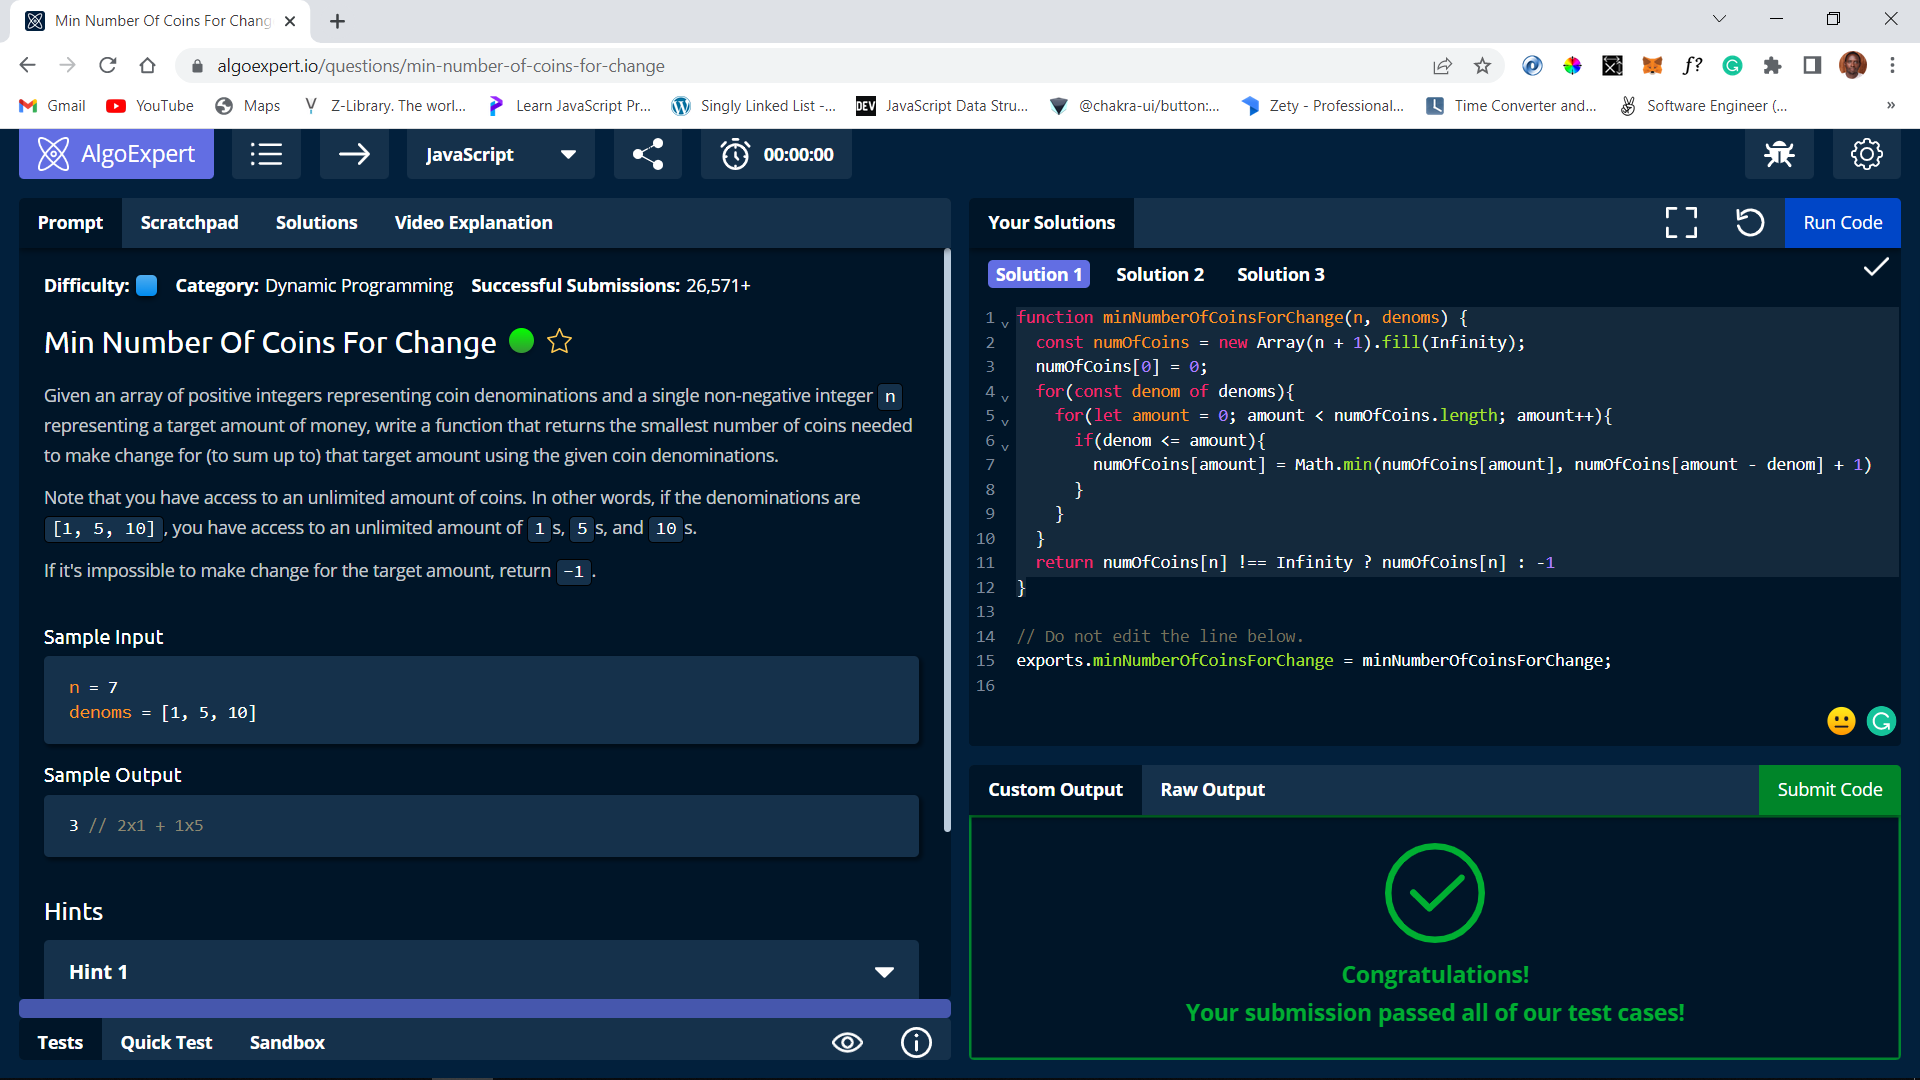 Min Number Of Coins For Chang
algoexpert.io/questions/min-number-of-coins-for-change
f?
Gmail
YouTube
Maps
Z-Library. The worl...
Learn JavaScript Pr...
Singly Linked List -...
DEV JavaScript Data Stru...
@chakra-ui/button:...
Zety - Professional...
Time Converter and...
Software Engineer (...
»
AlgoExpert
JavaScript
00:00:00
Prompt
Scratchpad
Solutions
Video Explanation
Difficulty:
Category: Dynamic Programming
Successful Submissions: 26,571+
Min Number Of Coins For Change
Given an array of positive integers representing coin denominations and a single non-negative integer n
representing a target amount of money, write a function that returns the smallest number of coins needed
to make change for (to sum up to) that target amount using the given coin denominations.
Note that you have access to an unlimited amount of coins. In other words, if the denominations are
[1, 5, 10] , you have access to an unlimited amount of 1 s, 5 s, and 10 s.
If it's impossible to make change for the target amount, return -1 .
Sample Input
n = 7
denoms = [1, 5, 10]
Sample Output
3 // 2x1 + 1x5
Hints
Hint 1
Tests
Quick Test
Sandbox
Your Solutions
Run Code
Solution 1
Solution 2
Solution 3
1 function minNumberOfCoinsForChange(n, denoms) {
2 const numOfCoins = new Array(n + 1).fill(Infinity);
3 numOfCoins[0] = 0;
4 for(const denom of denoms){
5 for(let amount = 0; amount < numOfCoins.length; amount++){
6 if(denom <= amount){
7 numOfCoins[amount] = Math.min(numOfCoins[amount], numOfCoins[amount - denom] + 1)
8 }
9 }
10 }
11 return numOfCoins[n] !== Infinity ? numOfCoins[n] : -1
12 }
13
14 // Do not edit the line below.
15 exports.minNumberOfCoinsForChange = minNumberOfCoinsForChange;
16
Custom Output
Raw Output
Submit Code
Congratulations!
Your submission passed all of our test cases!